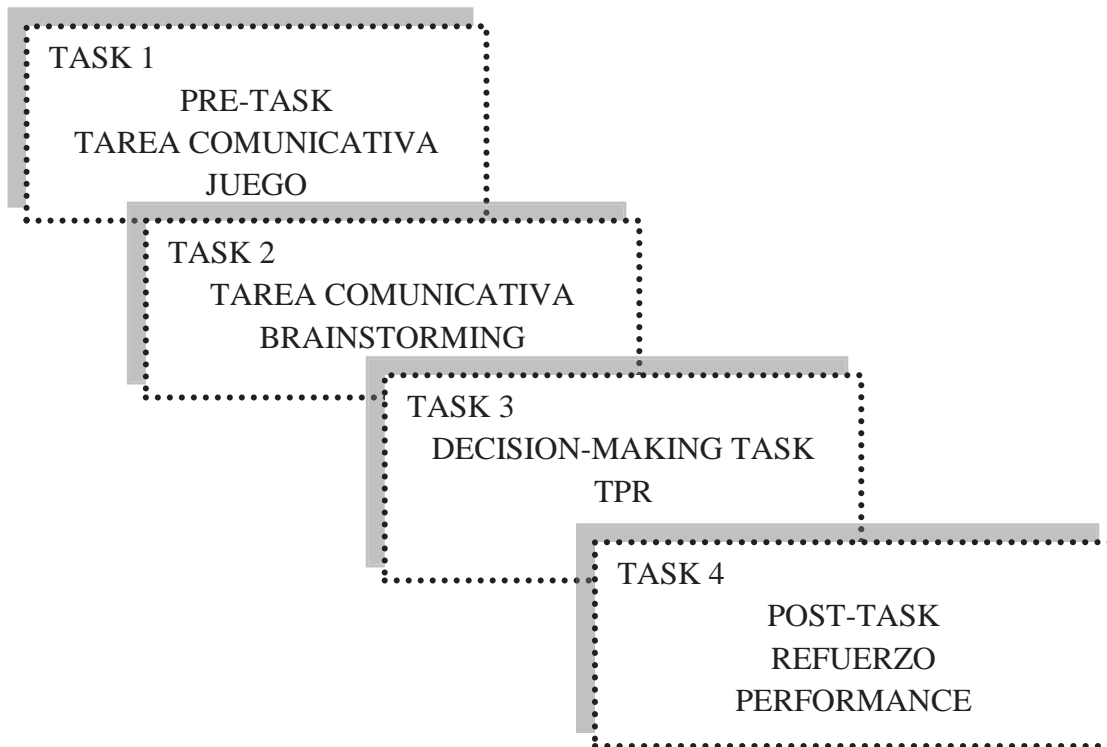 TASK 1
PRE-TASK
TAREA COMUNICATIVA
JUEGO
TASK 2
TAREA COMUNICATIVA
BRAINSTORMING
TASK 3
DECISION-MAKING TASK
TPR
TASK 4
POST-TASK
REFUERZO
PERFORMANCE